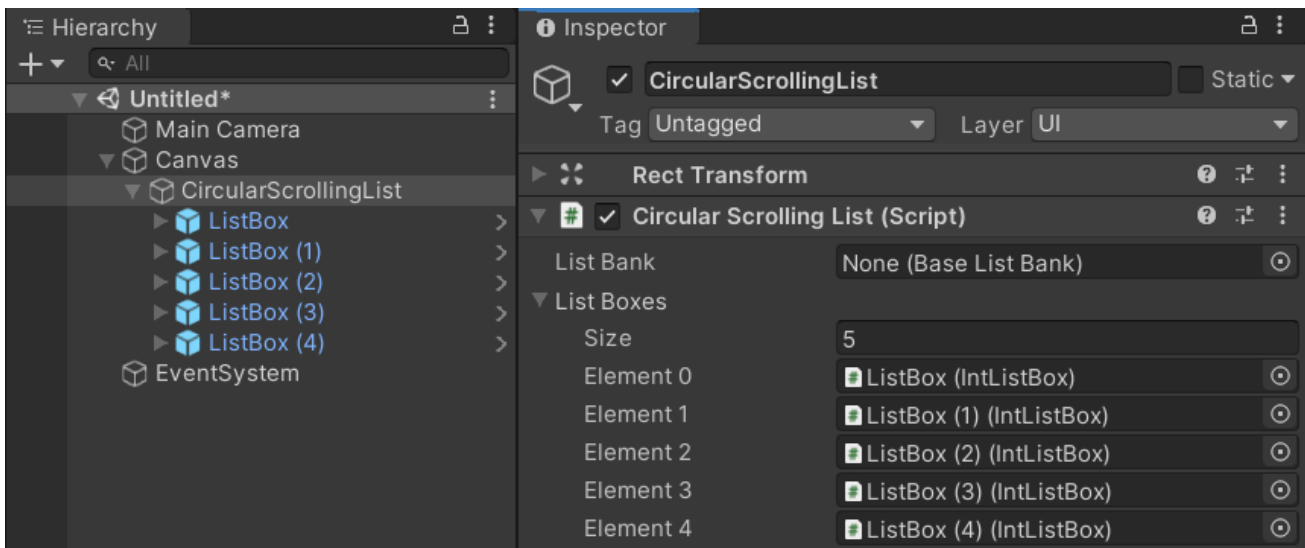 Hierarchy
All
Untitled*
Main Camera
Canvas
CircularScrollingList
ListBox
ListBox (1)
ListBox (2)
ListBox (3)
ListBox (4)
EventSystem
Inspector
CircularScrollingList
Static
Tag Untagged Layer UI
Rect Transform
# Circular Scrolling List (Script)
List Bank None (Base List Bank)
List Boxes
Size 5
Element 0 # ListBox (IntListBox)
Element 1 # ListBox (1) (IntListBox)
Element 2 # ListBox (2) (IntListBox)
Element 3 # ListBox (3) (IntListBox)
Element 4 # ListBox (4) (IntListBox)